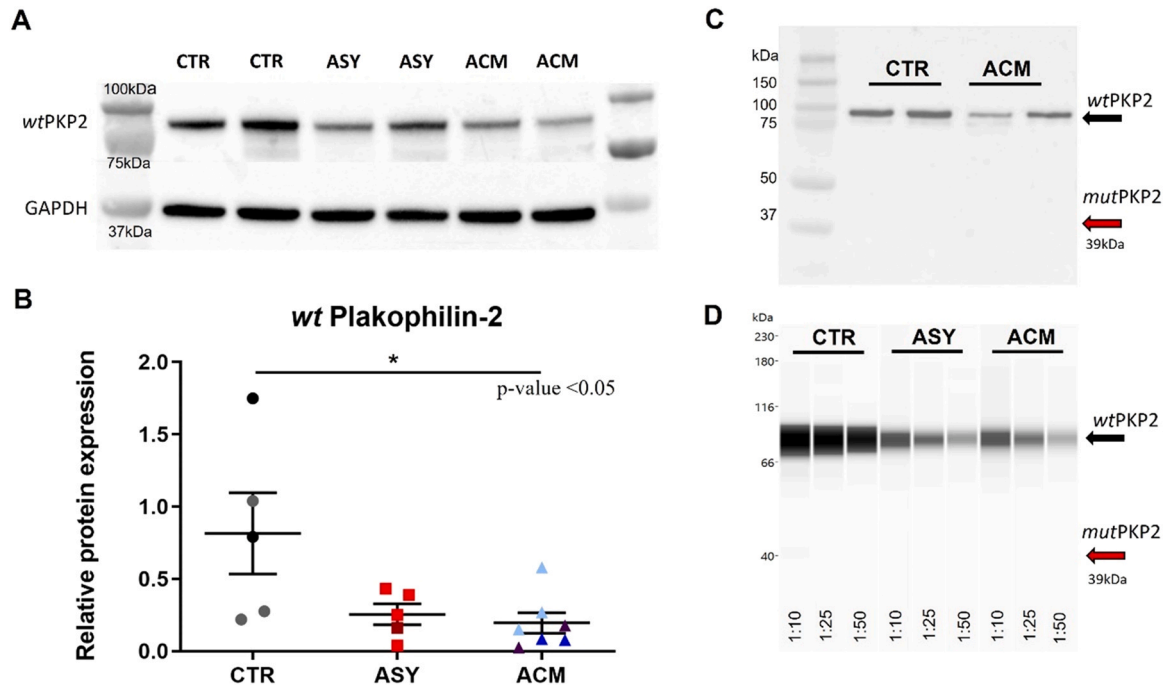 A
CTR CTR ASY ASY ACM ACM
100kDa
wtPKP2
75kDa
GAPDH
37kDa
B
wt Plakophilin-2
*
p-value <0.05
Relative protein expression
2.0
1.5
1.0
0.5
0.0
CTR ASY ACM
C
kDa
150
100
75
50
37
CTR ACM
wtPKP2
mutPKP2
39kDa
D
kDa
230
180
116
66
40
CTR ASY ACM
wtPKP2
mutPKP2
39kDa
1:10 1:25 1:50 1:10 1:25 1:50 1:10 1:25 1:50